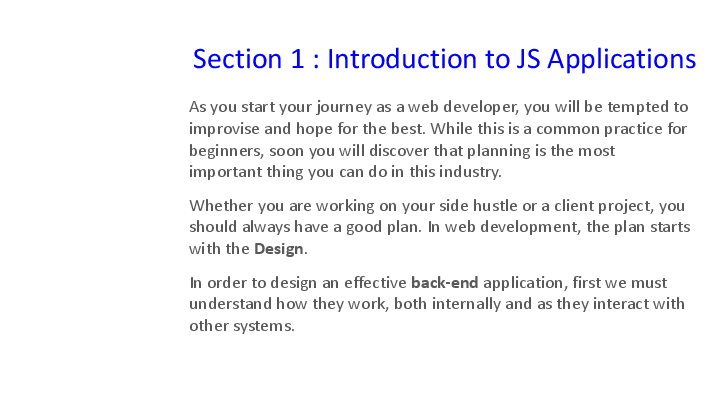 Section 1 : Introduction to JS Applications
As you start your journey as a web developer, you will be tempted to
improvise and hope for the best. While this is a common practice for
beginners, soon you will discover that planning is the most
important thing you can do in this industry.
Whether you are working on your side hustle or a client project, you
should always have a good plan. In web development, the plan starts
with the Design.
In order to design an effective back-end application, first we must
understand how they work, both internally and as they interact with
other systems.